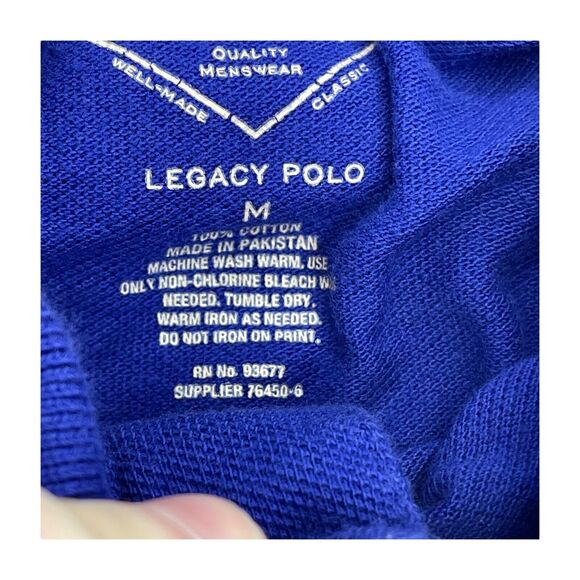 QUALITY
MENSWEAR
WELL-MADE
CLASSIC
LEGACY POLO
M
100% COTTON
MADE IN PAKISTAN
MACHINE WASH WARM. USE
ONLY NON-CHLORINE BLEACH
NEEDED. TUMBLE DRY.
WARM IRON AS NEEDED.
DO NOT IRON ON PRINT.
RN No. 93677
SUPPLIER 76450-6